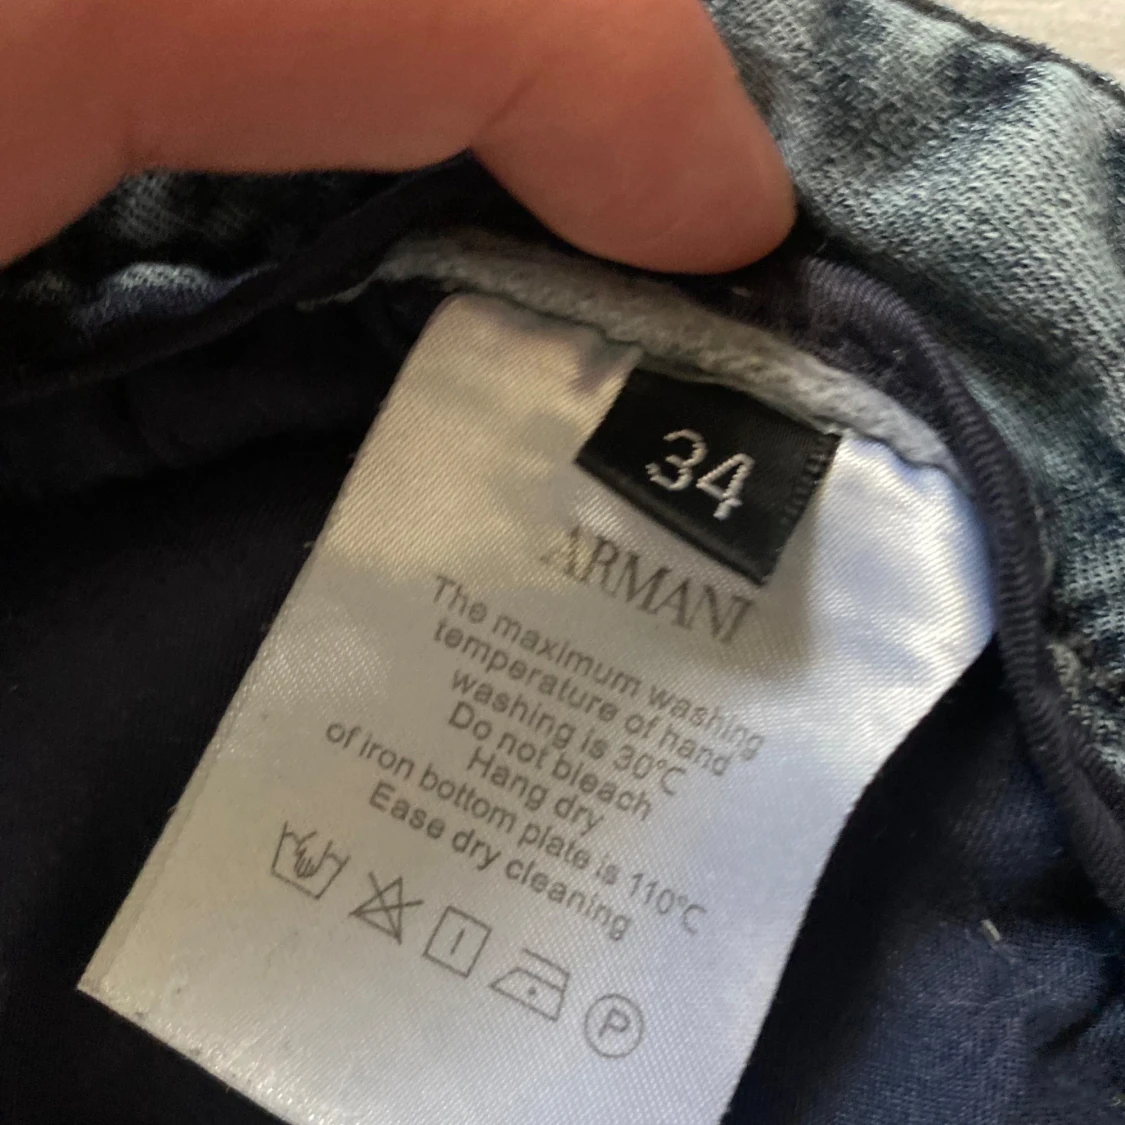 34
ARMANI
The maximum washing
temperature of hand
washing is 30°C
Do not bleach
Hang dry
of iron bottom plate is 110°C
Ease dry cleaning
P